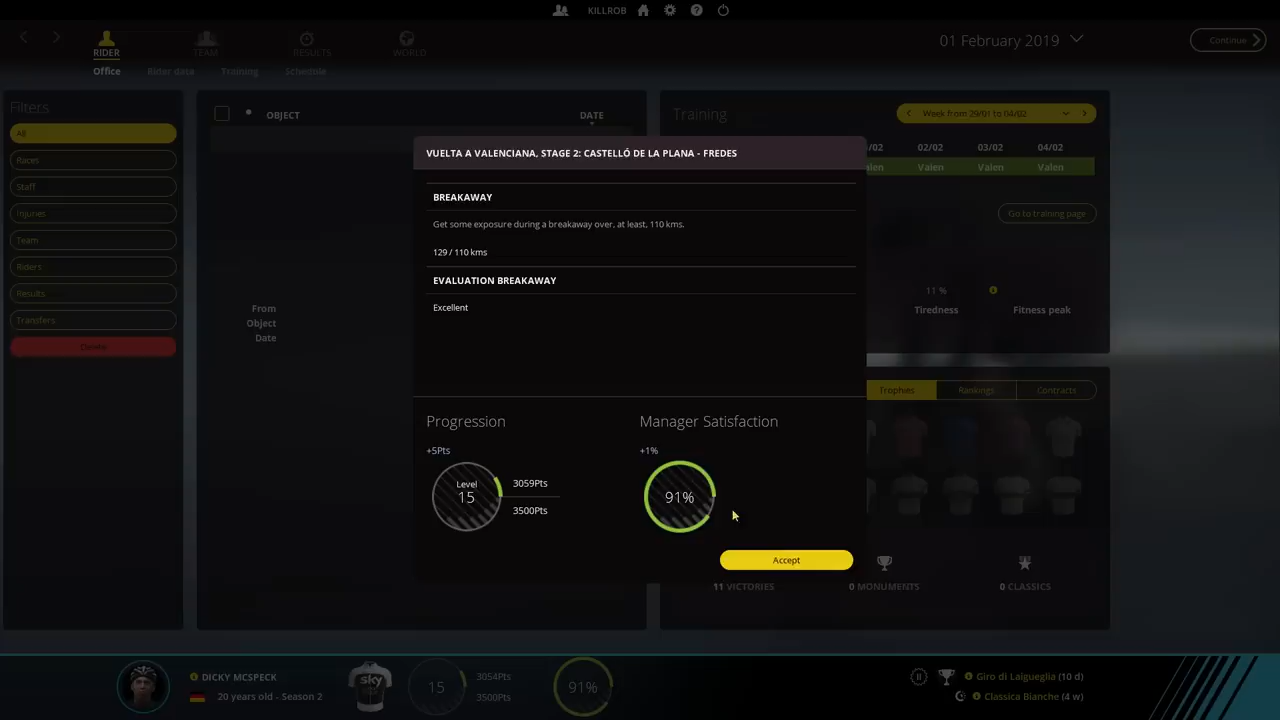 KILLROB
RIDER
TEAM
RESULTS
WORLD
01 February 2019
Continue
Office
Rider data
Training
Schedule
Filters
All
Races
Staff
Injuries
Team
Riders
Results
Transfers
Delete
OBJECT
DATE
From
Object
Date
VUELTA A VALENCIANA, STAGE 2: CASTELLÓ DE LA PLANA - FREDES
BREAKAWAY
Get some exposure during a breakaway over, at least, 110 kms.
129 / 110 kms
EVALUATION BREAKAWAY
Excellent
Progression
+5Pts
Level
15
3059Pts
3500Pts
Manager Satisfaction
+1%
91%
Accept
Training
Week from 29/01 to 04/02
/02
02/02
03/02
04/02
alen
Valen
Valen
Valen
Go to training page
11 %
Tiredness
Fitness peak
Trophies
Rankings
Contracts
11 VICTORIES
0 MONUMENTS
0 CLASSICS
DICKY MCSPECK
20 years old - Season 2
sky
15
3054Pts
3500Pts
91%
Giro di Lalgueglia (10 d)
Classica Bianche (4 w)